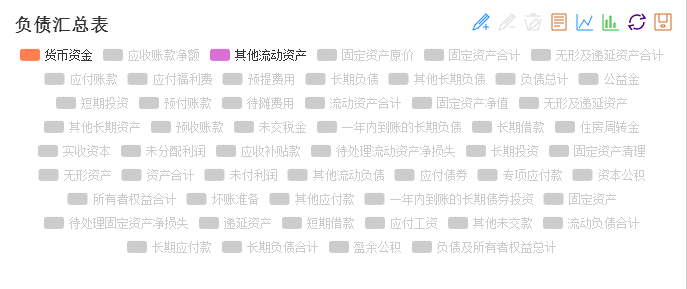 负债汇总表
货币资金 应收账款净额 其他流动资产 固定资产原价 固定资产合计 无形及递延资产合计
应付账款 应付福利费 预提费用 长期负债 其他长期负债 负债总计 公益金
短期投资 预付账款 待摊费用 流动资产合计 固定资产净值 无形及递延资产
其他长期资产 预收账款 未交税金 一年内到账的长期负债 长期借款 住房周转金
实收资本 未分配利润 应收补贴款 待处理流动资产净损失 长期投资 固定资产清理
无形资产 资产合计 未付利润 其他流动负债 应付债券 专项应付款 资本公积
所有者权益合计 坏账准备 其他应付款 一年内到账的长期债券投资 固定资产
待处理固定资产净损失 递延资产 短期借款 应付工资 其他未交款 流动负债合计
长期应付款 长期负债合计 盈余公积 负债及所有者权益总计